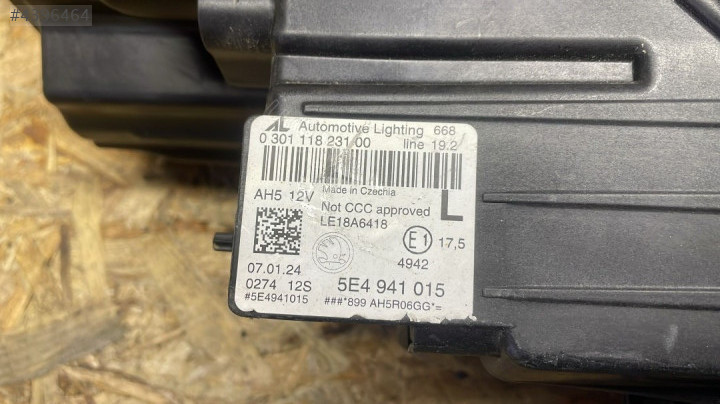 AL Automotive Lighting 668
0 301 118 231 00 line 19.2
Made in Czechia
AH5 12V
Not CCC approved
L
LE18A6418
E1 17,5
4942
07.01.24
0274 12S 5E4 941 015
#5E4941015 ###*899 AH5R06GG*=